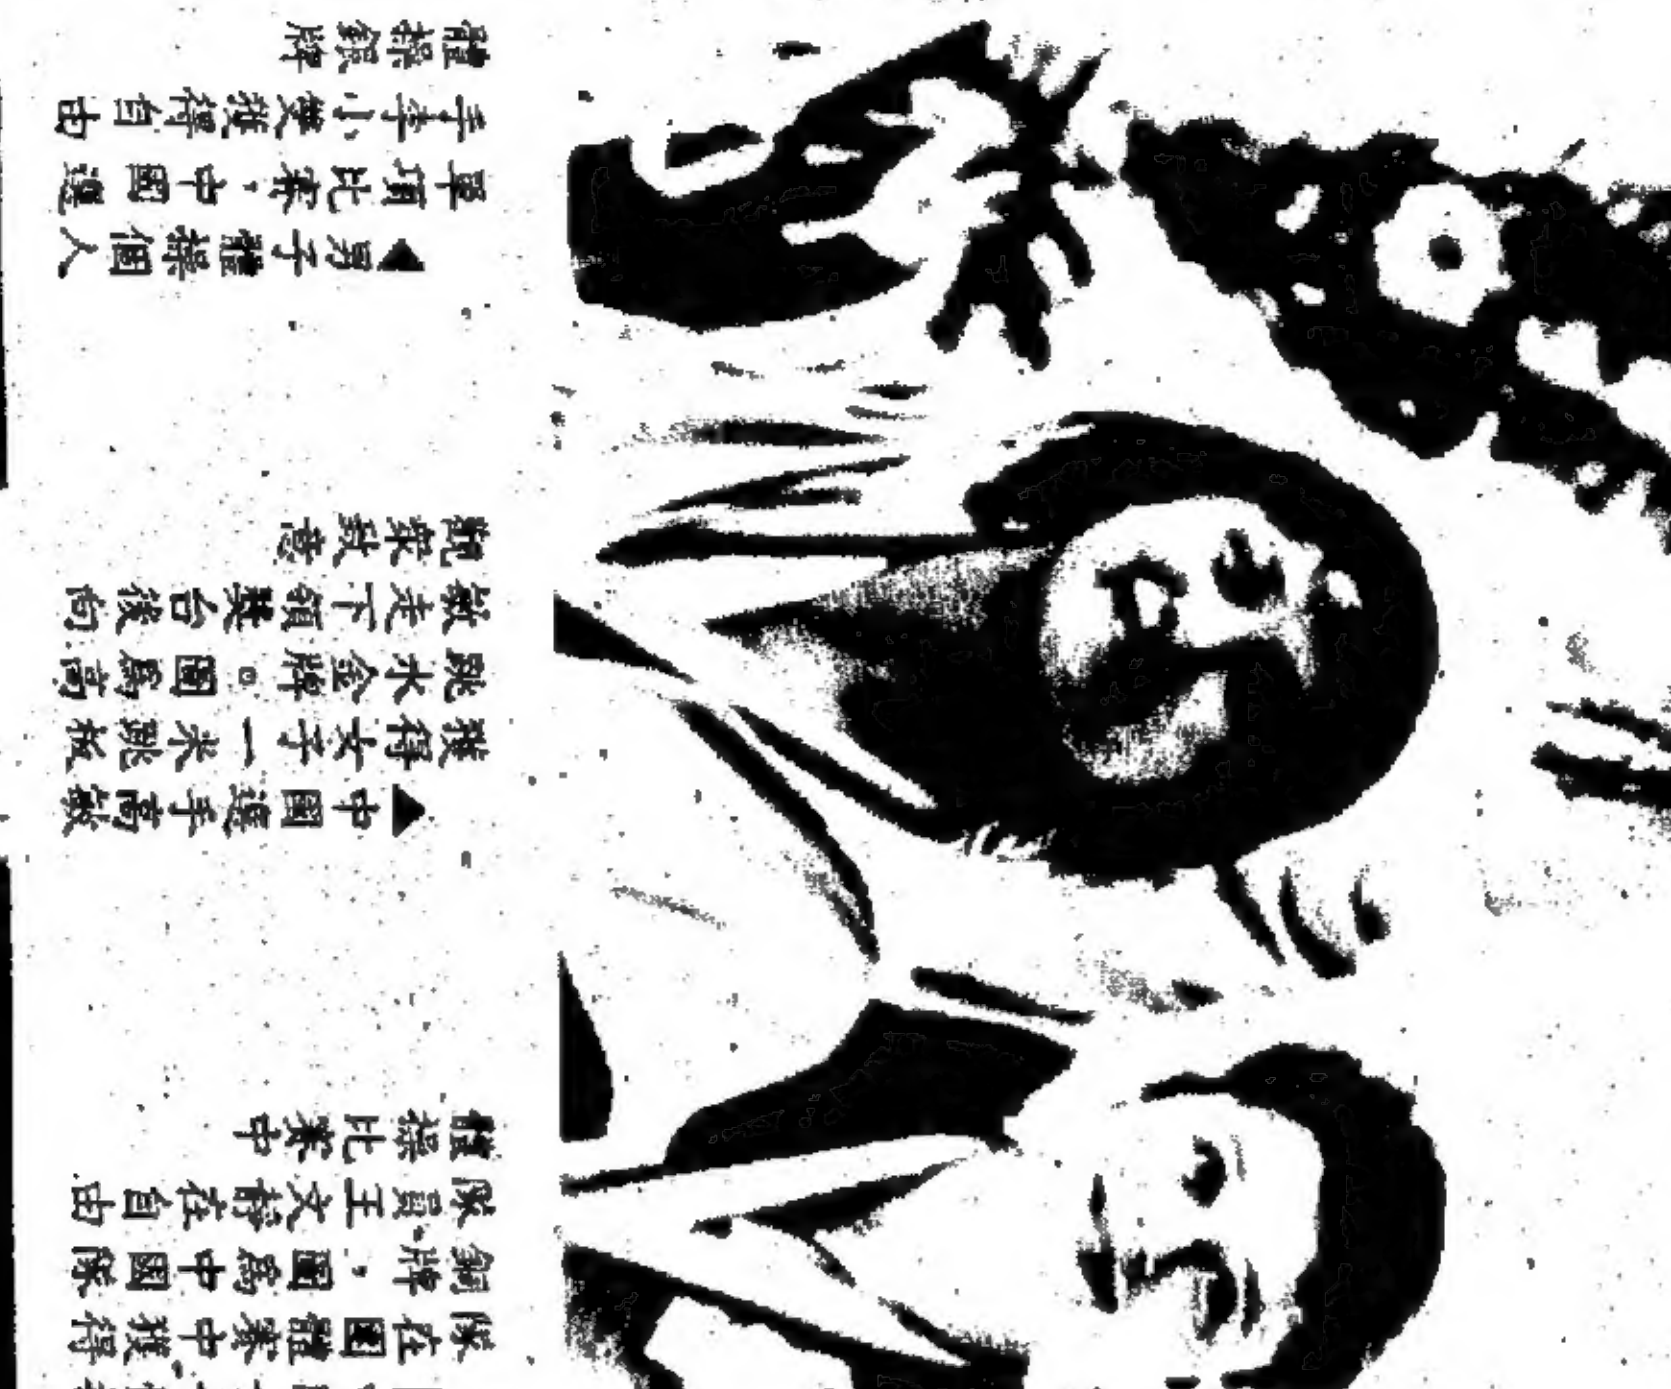 隊在團體賽中獲得
銅牌，圖爲中國隊
隊員王文靜在自由
體操比賽中
◀中國選手高敏
獲得女子一米跳板
跳水金牌。圖爲高
敏走下領獎台後向
觀衆致意
▼男子體操個人
單項比賽，中國選
手李小雙獲得自由
體操銀牌